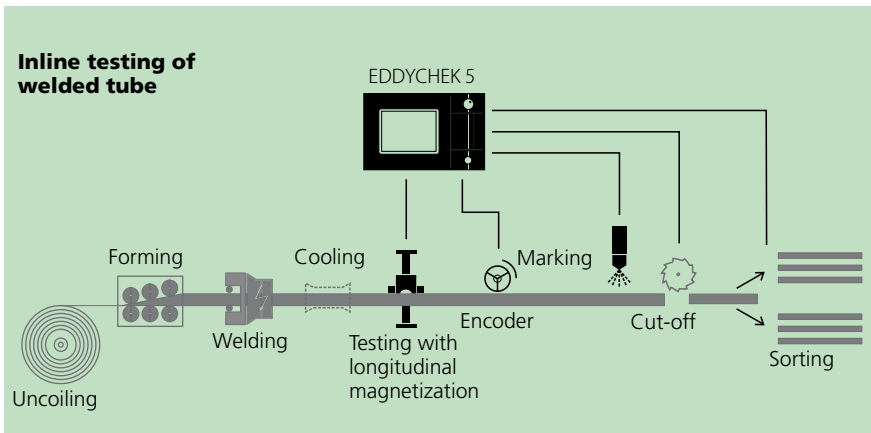 Inline testing of
welded tube
EDDYCHEK 5
Forming
Cooling
Marking
Welding
Testing with
longitudinal
magnetization
Encoder
Cut-off
Sorting
Uncoiling